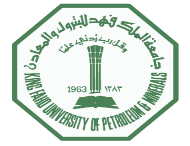 جامعة الملك فهد للبترول والمعادن
وقل رب زدني علما
1963 ١٣٨٣
KING FAHD UNIVERSITY OF PETROLEUM & MINERALS